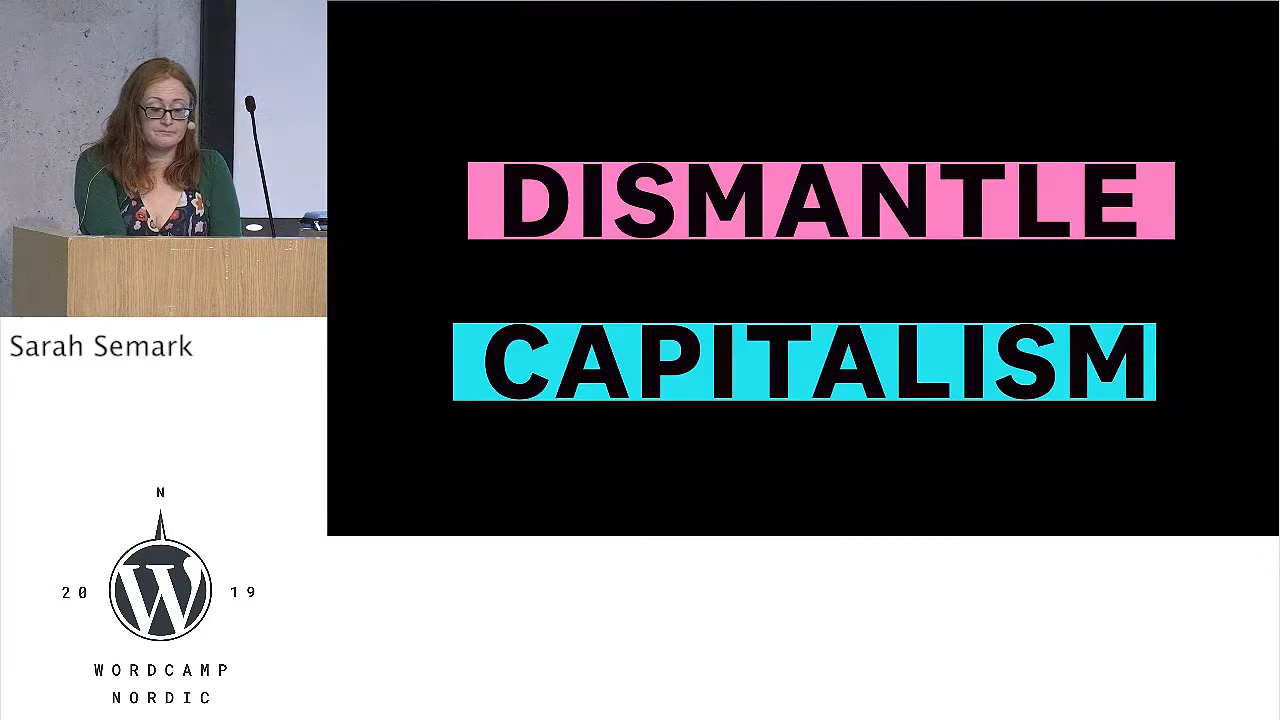 DISMANTLE
CAPITALISM
Sarah Semark
N
20 19
WORDCAMP
NORDIC